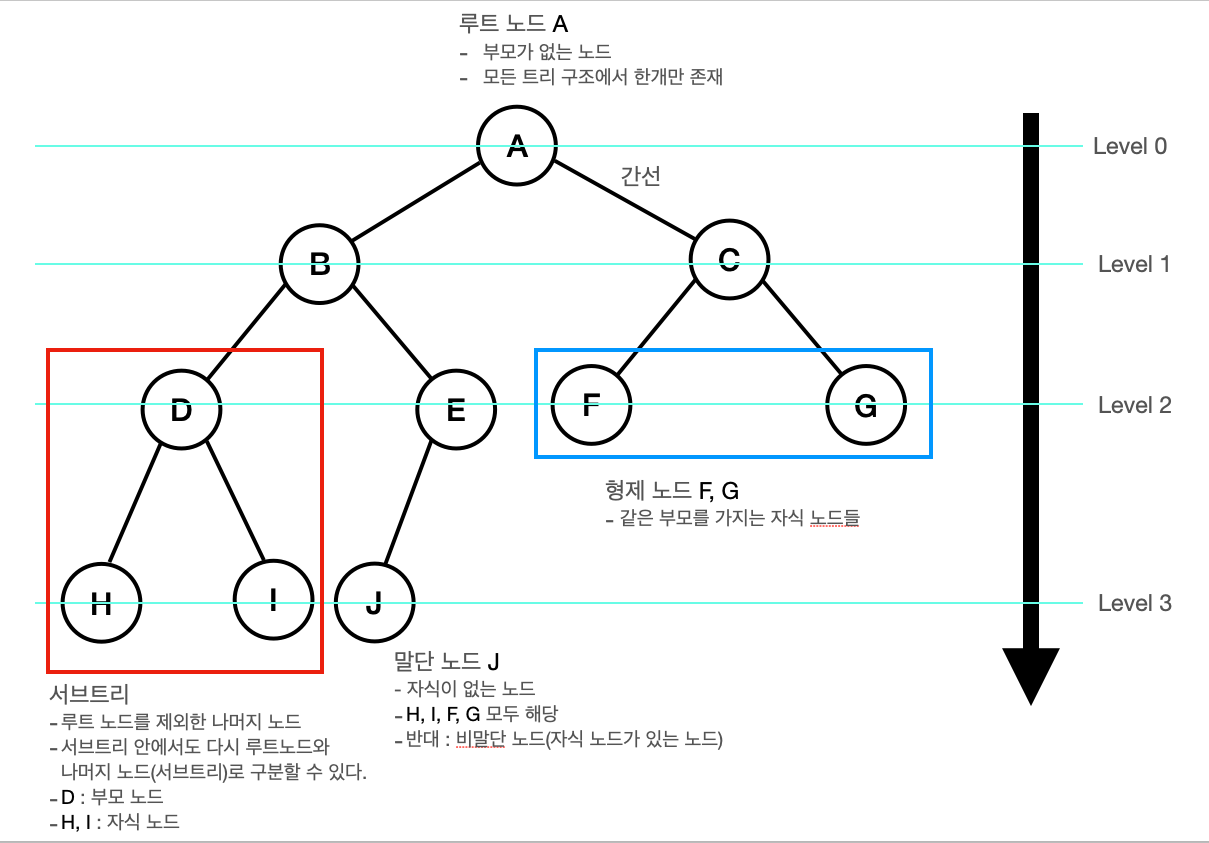 루트 노드 A
- 부모가 없는 노드
- 모든 트리 구조에서 한개만 존재
A
Level 0
간선
B
C
Level 1
D
E
F
G
Level 2
형제 노드 F, G
- 같은 부모를 가지는 자식 노드들
H
I
J
Level 3
말단 노드 J
- 자식이 없는 노드
- H, I, F, G 모두 해당
- 반대 : 비말단 노드(자식 노드가 있는 노드)
서브트리
- 루트 노드를 제외한 나머지 노드
- 서브트리 안에서도 다시 루트노드와
나머지 노드(서브트리)로 구분할 수 있다.
- D : 부모 노드
- H, I : 자식 노드